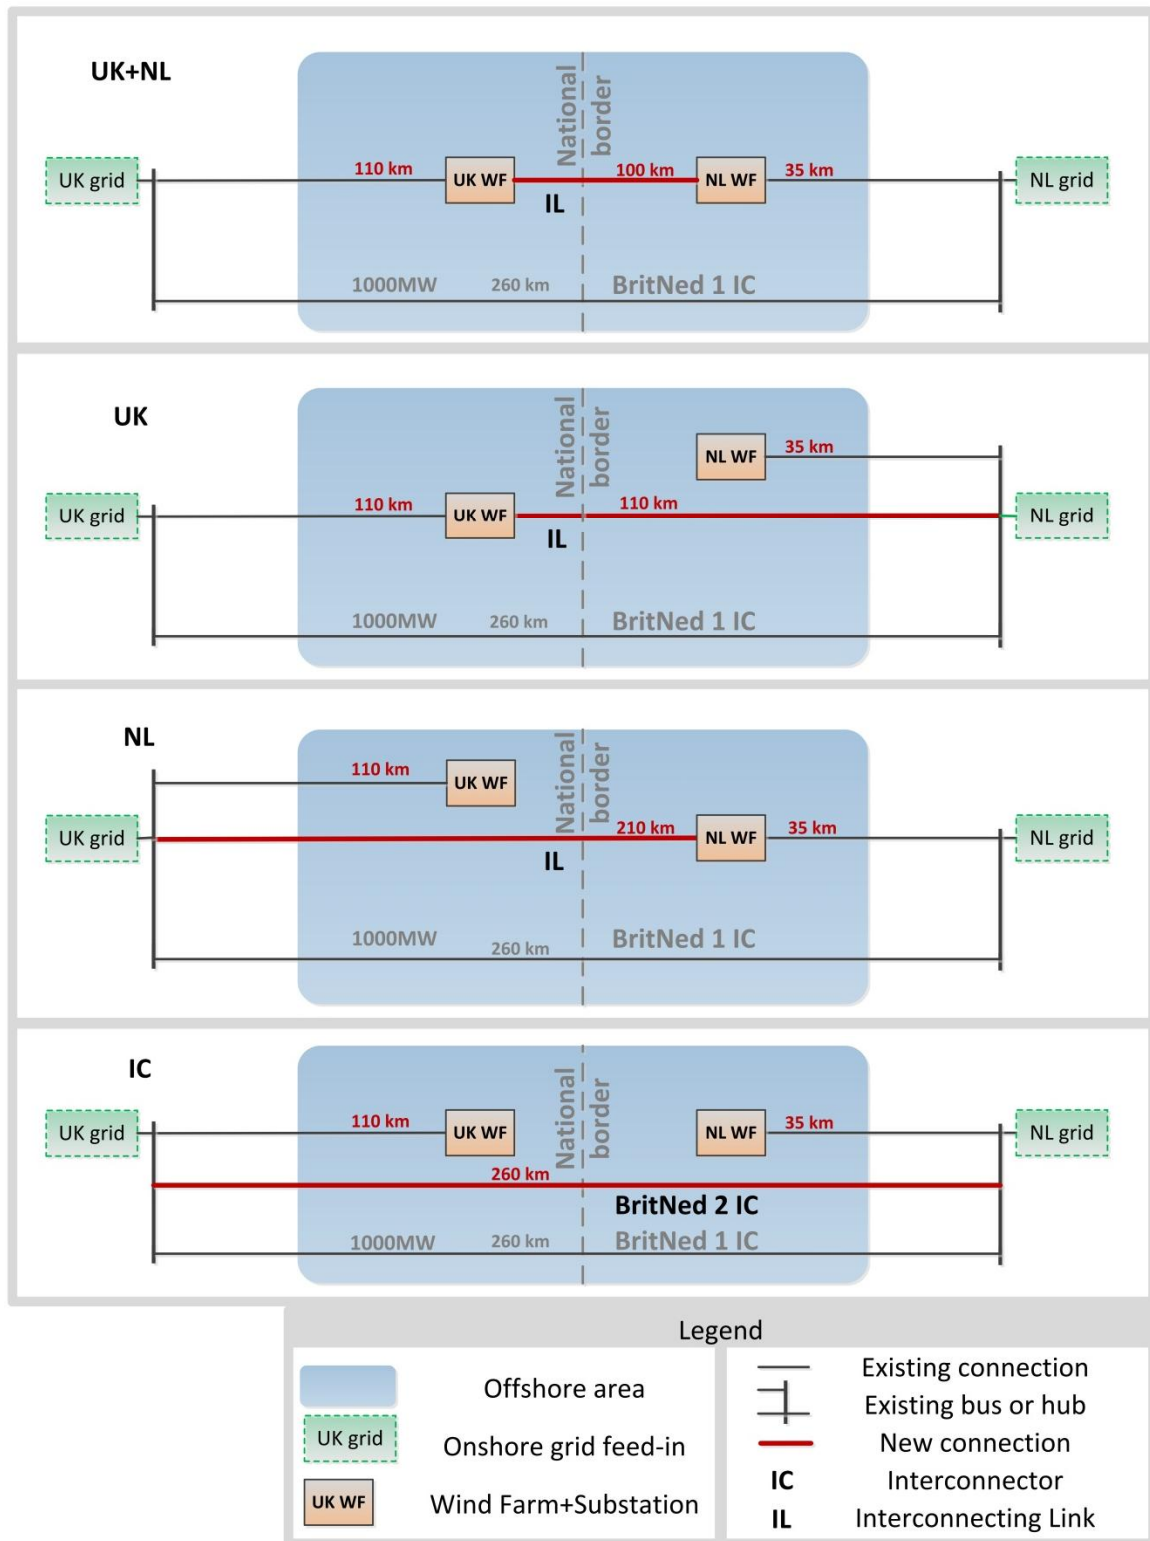 UK+NL
National
border
UK grid
110 km
UK WF
IL
100 km
NL WF
35 km
NL grid
1000MW
260 km
BritNed 1 IC
UK
National
border
NL WF
35 km
UK grid
110 km
UK WF
IL
110 km
NL grid
1000MW
260 km
BritNed 1 IC
NL
National
border
110 km
UK WF
UK grid
IL
210 km
NL WF
35 km
NL grid
1000MW
260 km
BritNed 1 IC
IC
National
border
UK grid
110 km
UK WF
NL WF
35 km
NL grid
260 km
BritNed 2 IC
1000MW
260 km
BritNed 1 IC
Legend
Offshore area
UK grid
Onshore grid feed-in
UK WF
Wind Farm+Substation
Existing connection
Existing bus or hub
New connection
IC
Interconnector
IL
Interconnecting Link